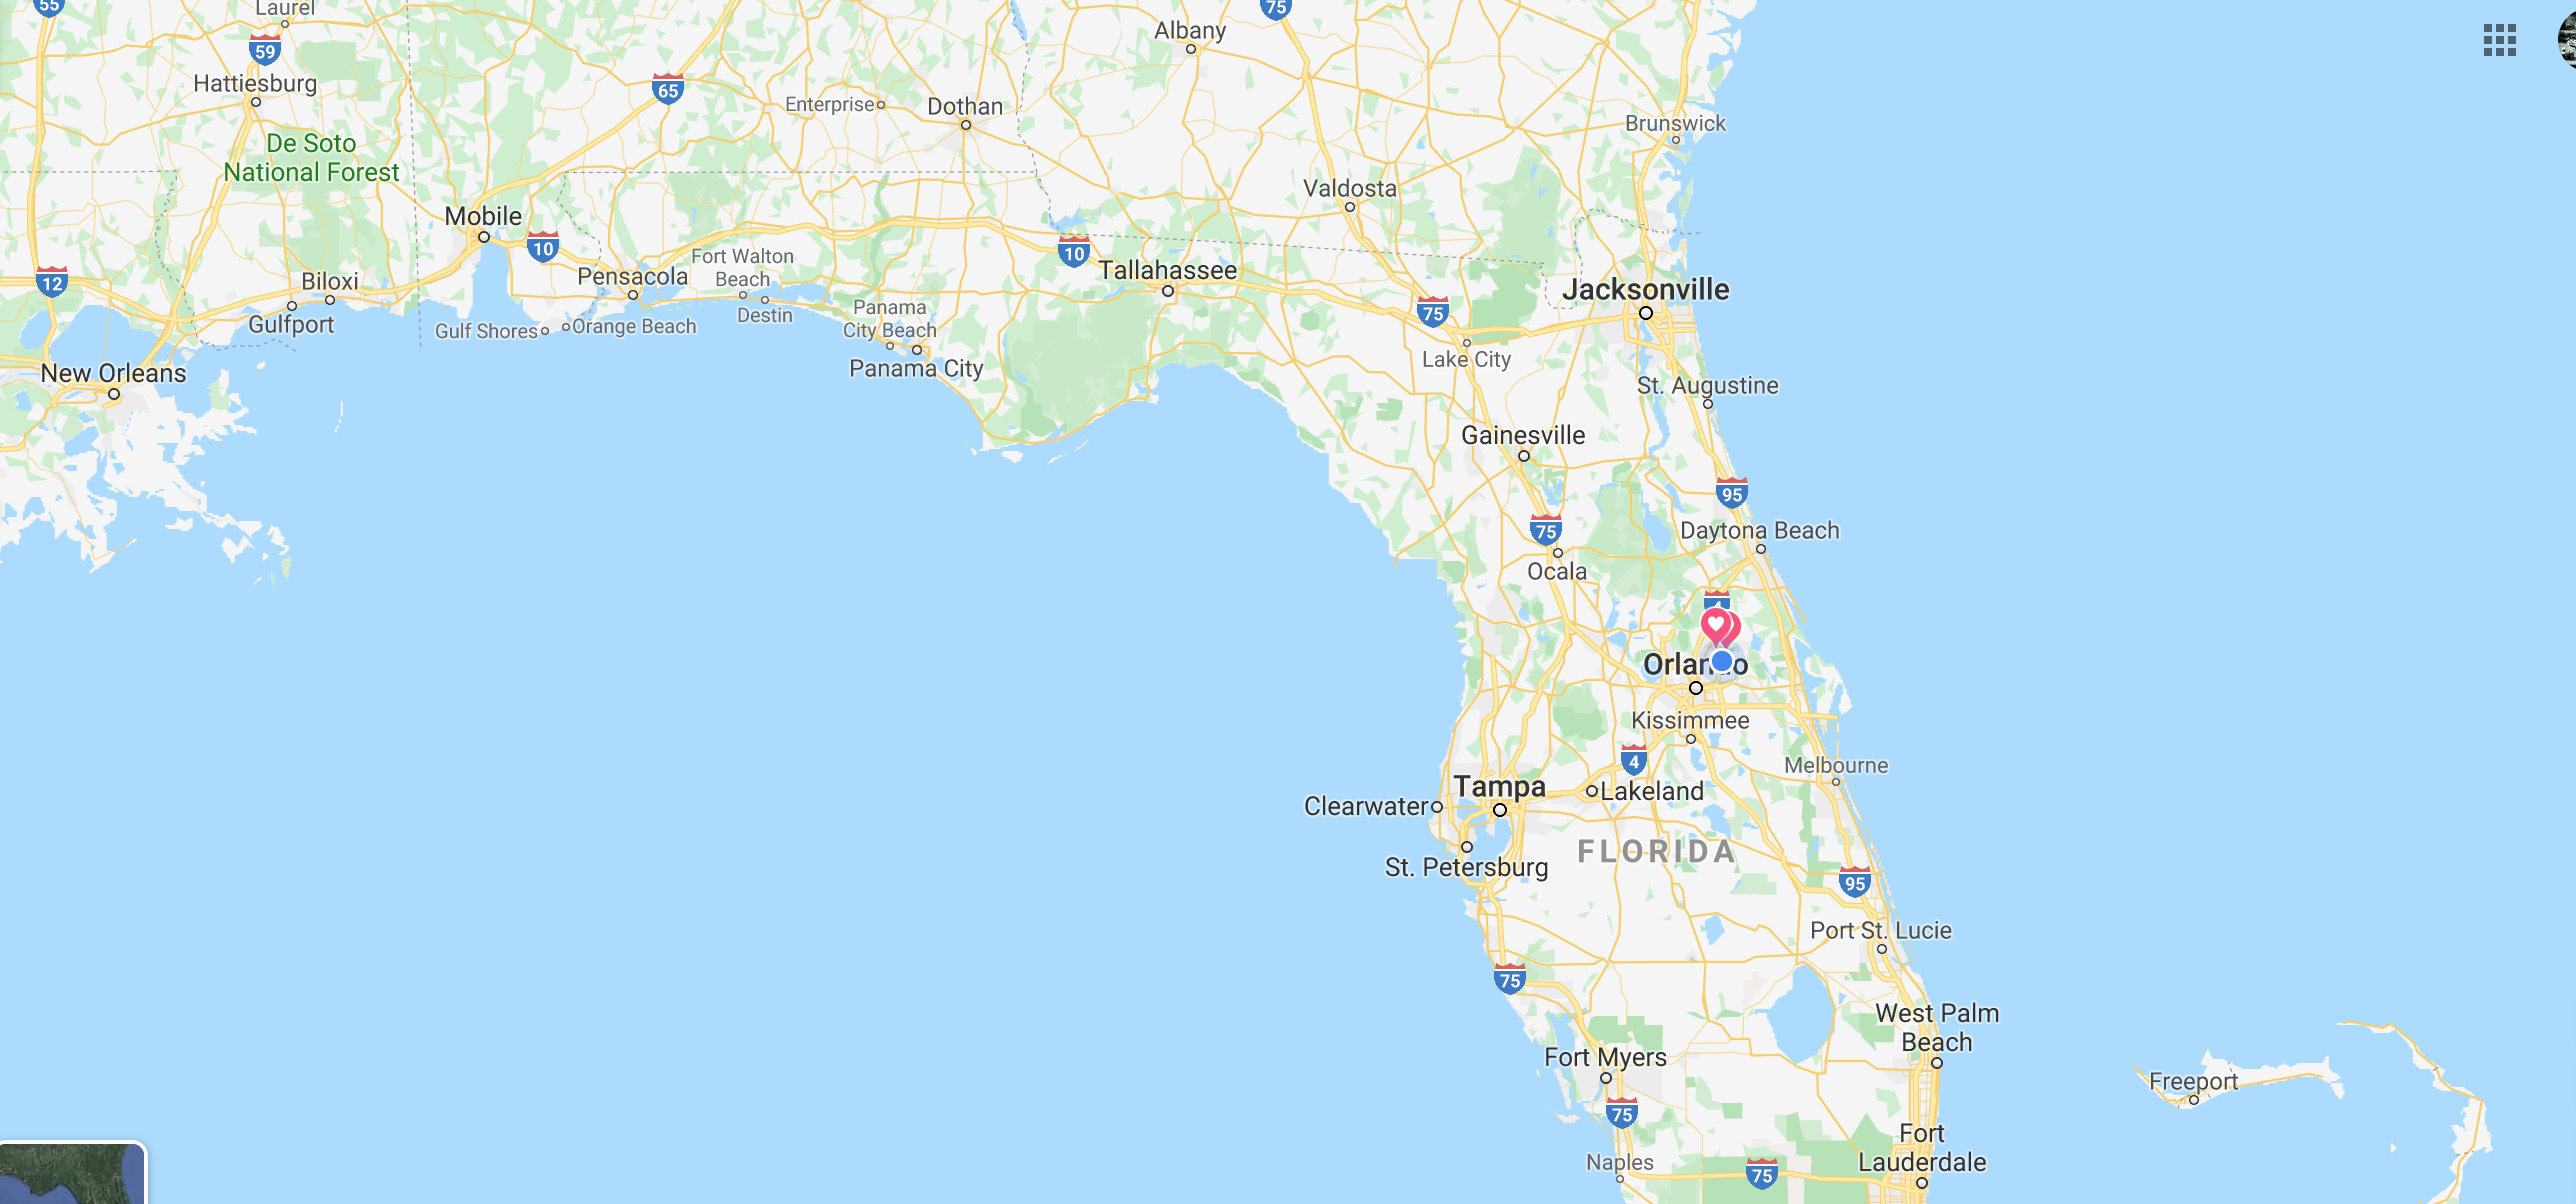 55
Laurel
59
Hattiesburg
De Soto
National Forest
65
Albany
75
Enterprise
Dothan
Brunswick
Valdosta
Mobile
10
Pensacola
Fort Walton
Beach
Destin
10
Tallahassee
12
Biloxi
Gulfport
Gulf Shores
Orange Beach
Panama
City Beach
Panama City
75
Jacksonville
Lake City
New Orleans
St. Augustine
Gainesville
95
75
Daytona Beach
Ocala
4
Orlando
Kissimmee
4
Melbourne
Tampa
Clearwater
Lakeland
St. Petersburg
FLORIDA
95
Port St. Lucie
75
West Palm
Beach
Fort Myers
Freeport
75
Fort
Lauderdale
Naples
75